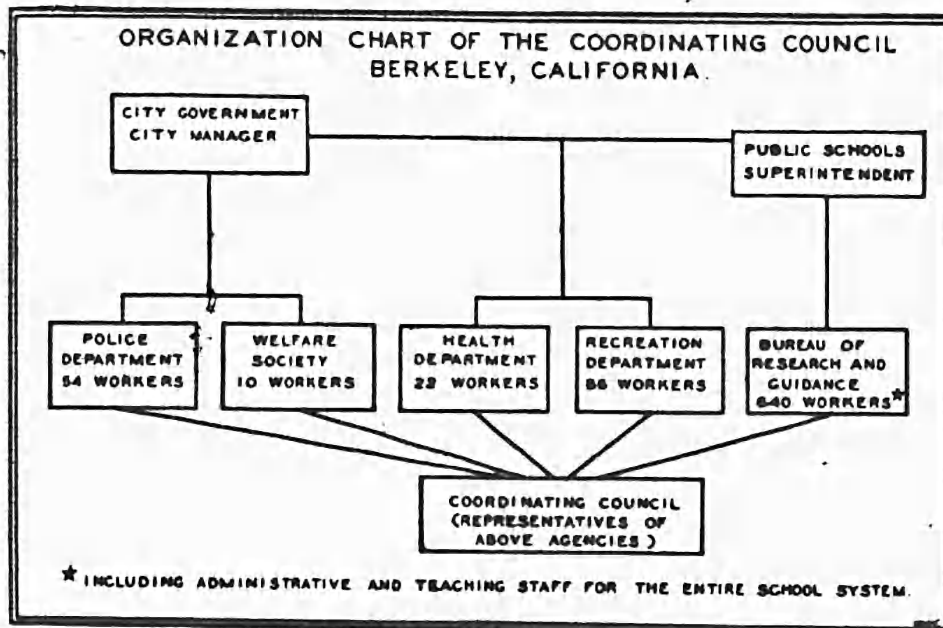 ORGANIZATION CHART OF THE COORDINATING COUNCIL
BERKELEY, CALIFORNIA.
CITY GOVERNMENT
CITY MANAGER
PUBLIC SCHOOLS
SUPERINTENDENT
POLICE
DEPARTMENT
54 WORKERS
WELFARE
SOCIETY
10 WORKERS
HEALTH
DEPARTMENT
22 WORKERS
RECREATION
DEPARTMENT
86 WORKERS
BUREAU OF
RESEARCH AND
GUIDANCE
640 WORKERS★
COORDINATING COUNCIL
(REPRESENTATIVES OF
ABOVE AGENCIES)
★ INCLUDING ADMINISTRATIVE AND TEACHING STAFF FOR THE ENTIRE SCHOOL SYSTEM.